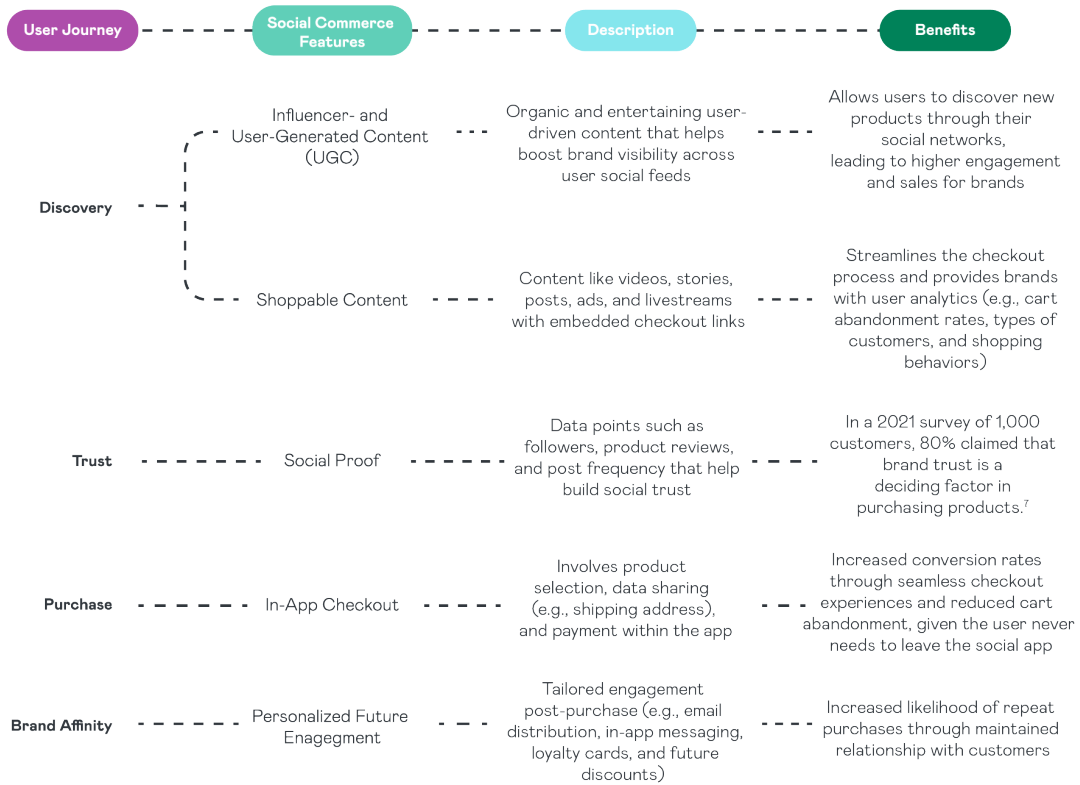 User Journey
Social Commerce
Features
Description
Benefits
Discovery
Influencer- and
User-Generated Content
(UGC)
Organic and entertaining user-
driven content that helps
boost brand visibility across
user social feeds
Allows users to discover new
products through their
social networks,
leading to higher engagement
and sales for brands
Shoppable Content
Content like videos, stories,
posts, ads, and livestreams
with embedded checkout links
Streamlines the checkout
process and provides brands
with user analytics (e.g., cart
abandonment rates, types of
customers, and shopping
behaviors)
Trust
Social Proof
Data points such as
followers, product reviews,
and post frequency that help
build social trust
In a 2021 survey of 1,000
customers, 80% claimed that
brand trust is a
deciding factor in
purchasing products.⁷
Purchase
In-App Checkout
Involves product
selection, data sharing
(e.g., shipping address),
and payment within the app
Increased conversion rates
through seamless checkout
experiences and reduced cart
abandonment, given the user never
needs to leave the social app
Brand Affinity
Personalized Future
Enagegment
Tailored engagement
post-purchase (e.g., email
distribution, in-app messaging,
loyalty cards, and future
discounts)
Increased likelihood of repeat
purchases through maintained
relationship with customers